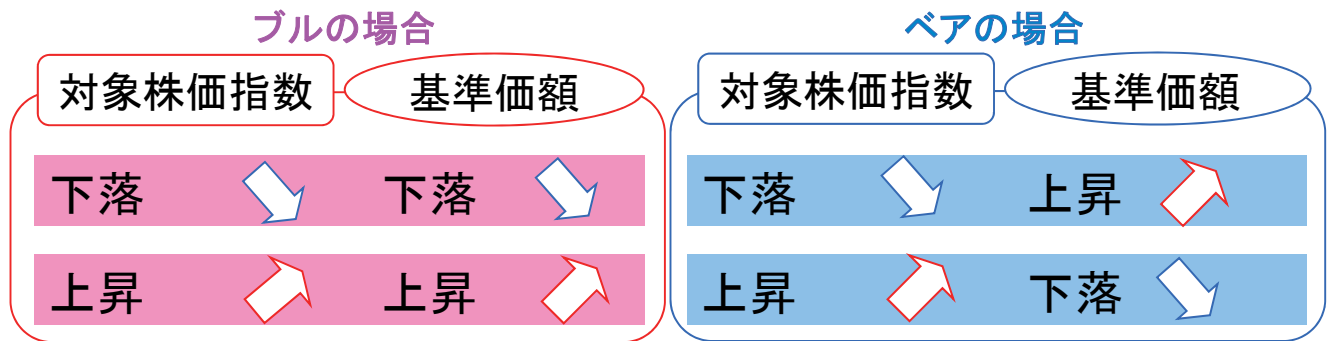 ブルの場合
対象株価指数 基準価額
下落 下落
上昇 上昇
ベアの場合
対象株価指数 基準価額
下落 上昇
上昇 下落